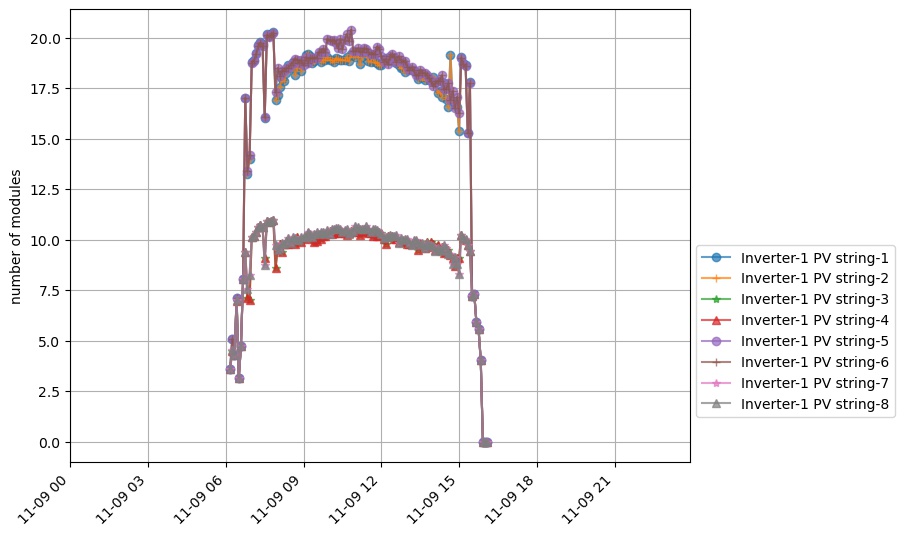 number of modules
20.0
17.5
15.0
12.5
10.0
7.5
5.0
2.5
0.0
11-09 00
11-09 03
11-09 06
11-09 09
11-09 12
11-09 15
11-09 18
11-09 21
Inverter-1 PV string-1
Inverter-1 PV string-2
Inverter-1 PV string-3
Inverter-1 PV string-4
Inverter-1 PV string-5
Inverter-1 PV string-6
Inverter-1 PV string-7
Inverter-1 PV string-8